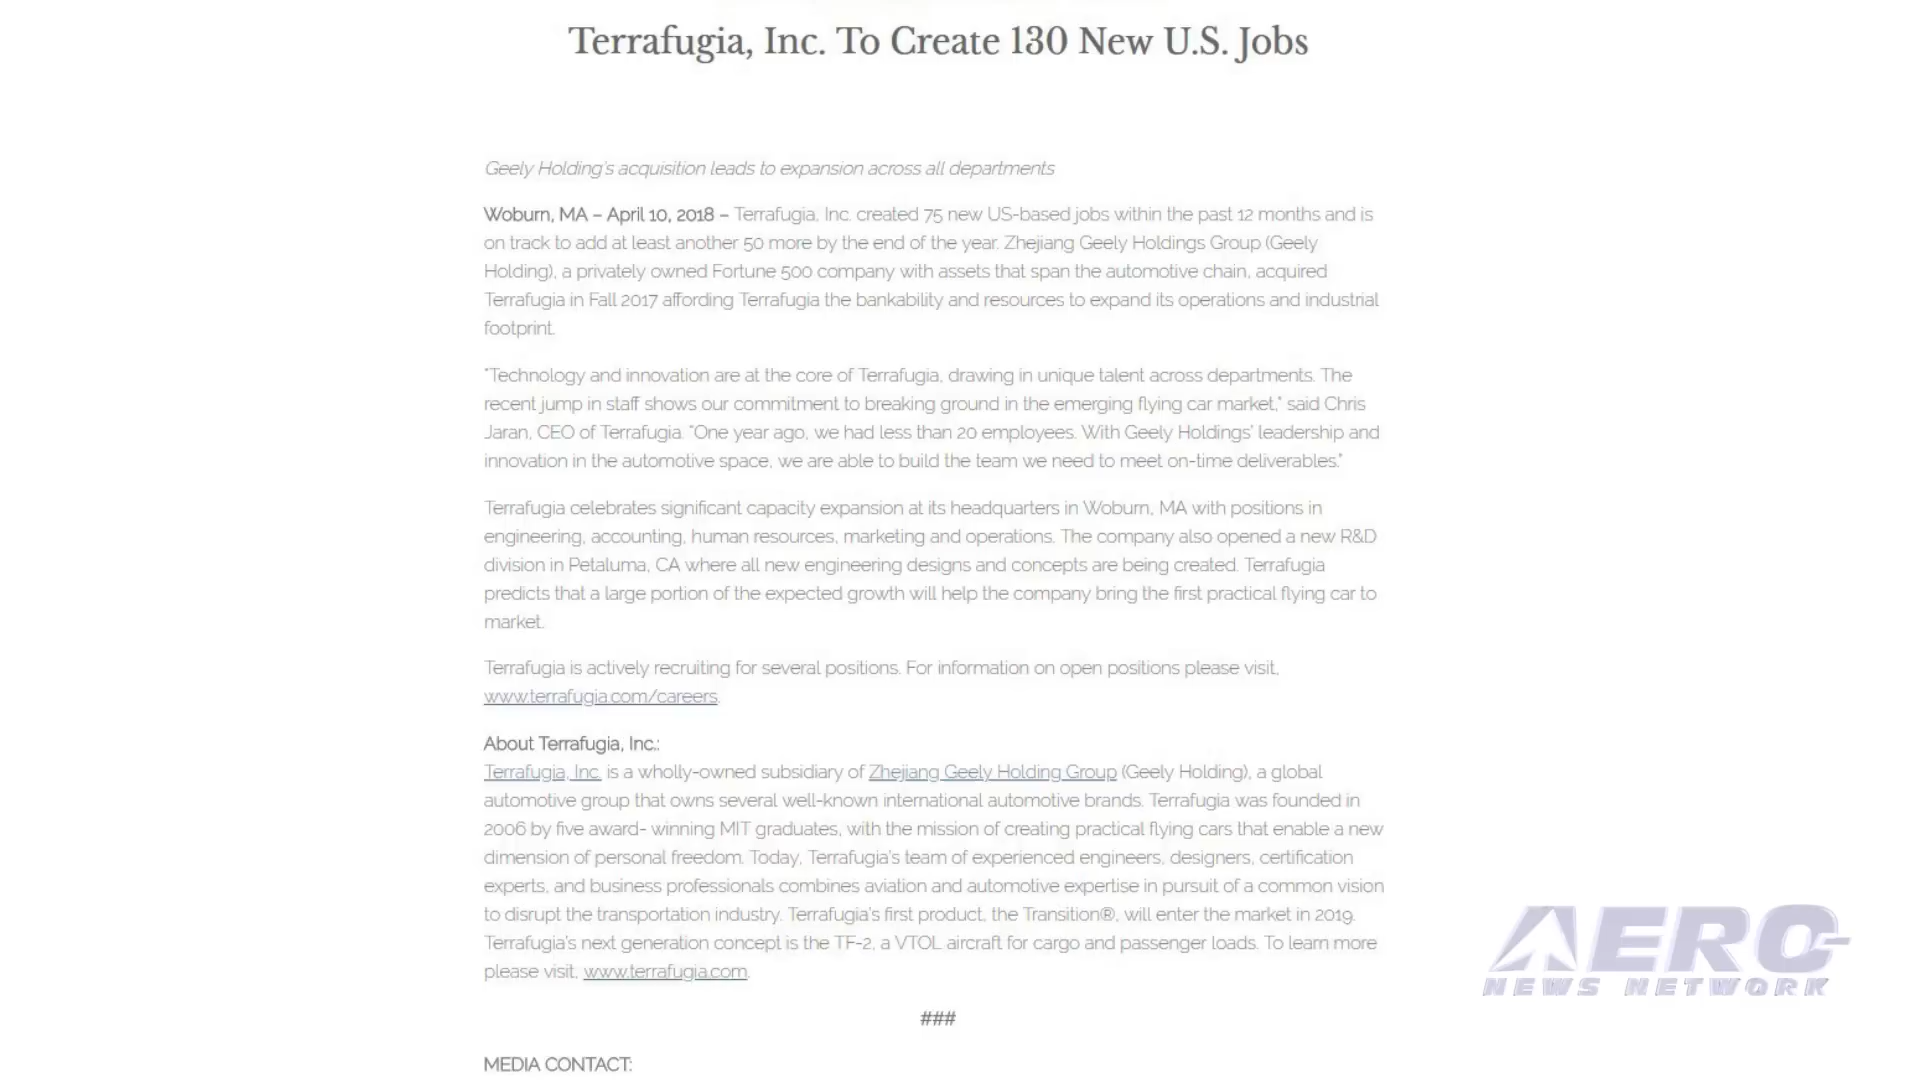 Terrafugia, Inc. To Create 130 New U.S. Jobs
Geely Holding's acquisition leads to expansion across all departments
Woburn, MA – April 10, 2018 – Terrafugia, Inc. created 75 new US-based jobs within the past 12 months and is
on track to add at least another 50 more by the end of the year. Zhejiang Geely Holdings Group (Geely
Holding), a privately owned Fortune 500 company with assets that span the automotive chain, acquired
Terrafugia in Fall 2017 affording Terrafugia the bankability and resources to expand its operations and industrial
footprint.
"Technology and innovation are at the core of Terrafugia, drawing in unique talent across departments. The
recent jump in staff shows our commitment to breaking ground in the emerging flying car market," said Chris
Jaran, CEO of Terrafugia. "One year ago, we had less than 20 employees. With Geely Holdings' leadership and
innovation in the automotive space, we are able to build the team we need to meet on-time deliverables."
Terrafugia celebrates significant capacity expansion at its headquarters in Woburn, MA with positions in
engineering, accounting, human resources, marketing and operations. The company also opened a new R&D
division in Petaluma, CA where all new engineering designs and concepts are being created. Terrafugia
predicts that a large portion of the expected growth will help the company bring the first practical flying car to
market.
Terrafugia is actively recruiting for several positions. For information on open positions please visit,
www.terrafugia.com/careers.
About Terrafugia, Inc.:
Terrafugia, Inc. is a wholly-owned subsidiary of Zhejiang Geely Holding Group (Geely Holding), a global
automotive group that owns several well-known international automotive brands. Terrafugia was founded in
2006 by five award- winning MIT graduates, with the mission of creating practical flying cars that enable a new
dimension of personal freedom. Today, Terrafugia's team of experienced engineers, designers, certification
experts, and business professionals combines aviation and automotive expertise in pursuit of a common vision
to disrupt the transportation industry. Terrafugia's first product, the Transition®, will enter the market in 2019.
Terrafugia's next generation concept is the TF-2, a VTOL aircraft for cargo and passenger loads. To learn more
please visit, www.terrafugia.com.
AERO-
NEWS NETWORK
###
MEDIA CONTACT: